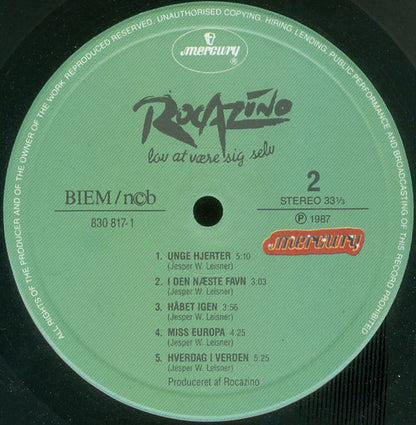 ALL RIGHTS OF THE PRODUCER AND OF THE OWNER OF THE WORK REPRODUCED RESERVED. UNAUTHORISED COPYING, HIRING, LENDING, PUBLIC PERFORMANCE AND BROADCASTING OF THIS RECORD PROHIBITED
mercury
®
ROCAZINO
lov at være sig selv
BIEM/n©b
830 817-1
2
STEREO 33⅓
Ⓟ 1987
mercury
1. UNGE HJERTER 5:10
(Jesper W. Leisner)
2. I DEN NÆSTE FAVN 3:03
(Jesper W. Leisner)
3. HÅBET IGEN 3:56
(Jesper W. Leisner)
4. MISS EUROPA 4:25
(Jesper W. Leisner)
5. HVERDAG I VERDEN 5:25
(Jesper W. Leisner)
Produceret af Rocazino